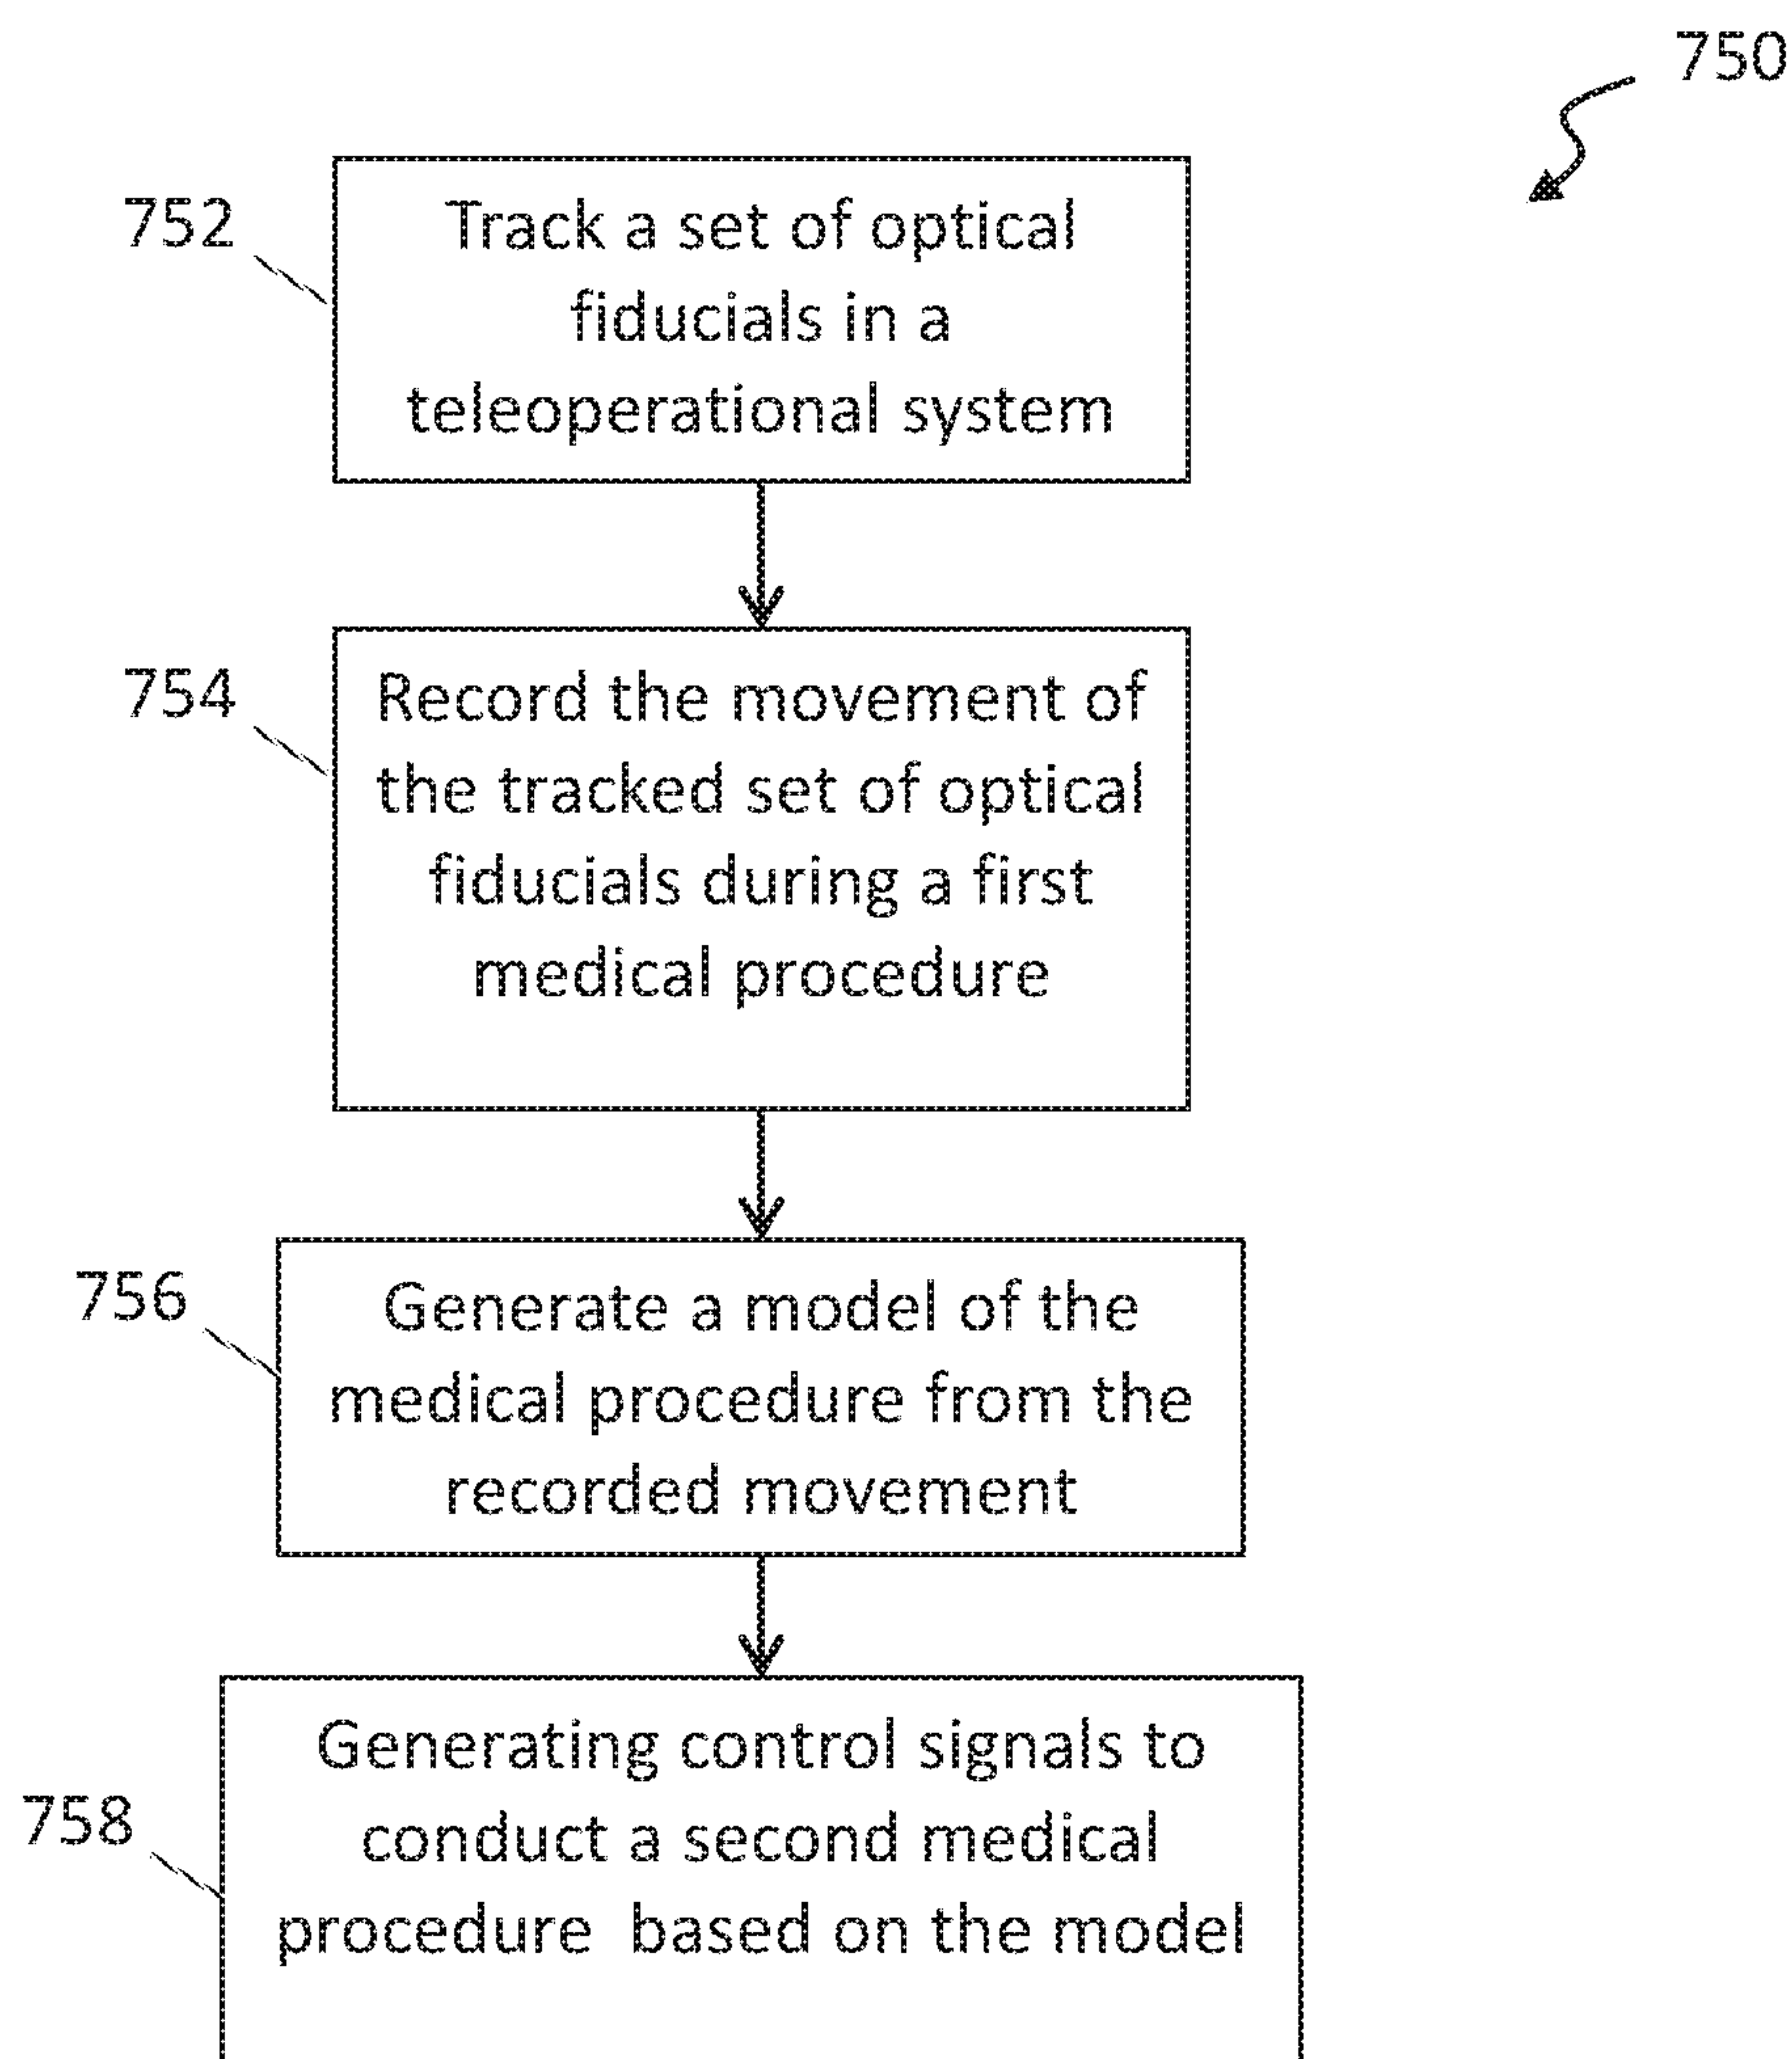 750
752
Track a set of optical
fiducials in a
teleoperational system
754
Record the movement of
the tracked set of optical
fiducials during a first
medical procedure
756
Generate a model of the
medical procedure from the
recorded movement
758
Generating control signals to
conduct a second medical
procedure  based on the model